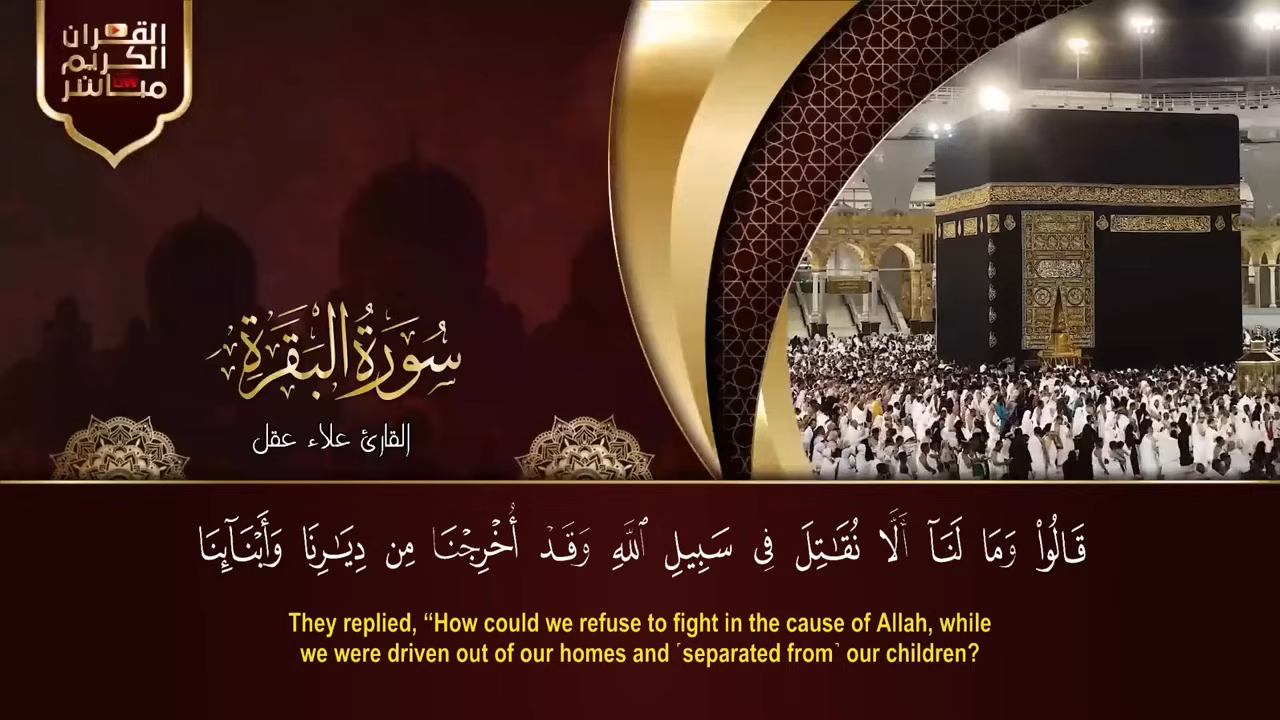 القرآن
الكريم
مباشر
LIVE
سُورَةُ البَقَرَةِ
القارئ علاء عقل
قَالُوا۟ وَمَا لَنَآ أَلَّا نُقَـٰتِلَ فِى سَبِيلِ ٱللَّهِ وَقَدْ أُخْرِجْنَا مِن دِيَـٰرِنَا وَأَبْنَآئِنَا
They replied, “How could we refuse to fight in the cause of Allah, while
we were driven out of our homes and ˹separated from˺ our children?